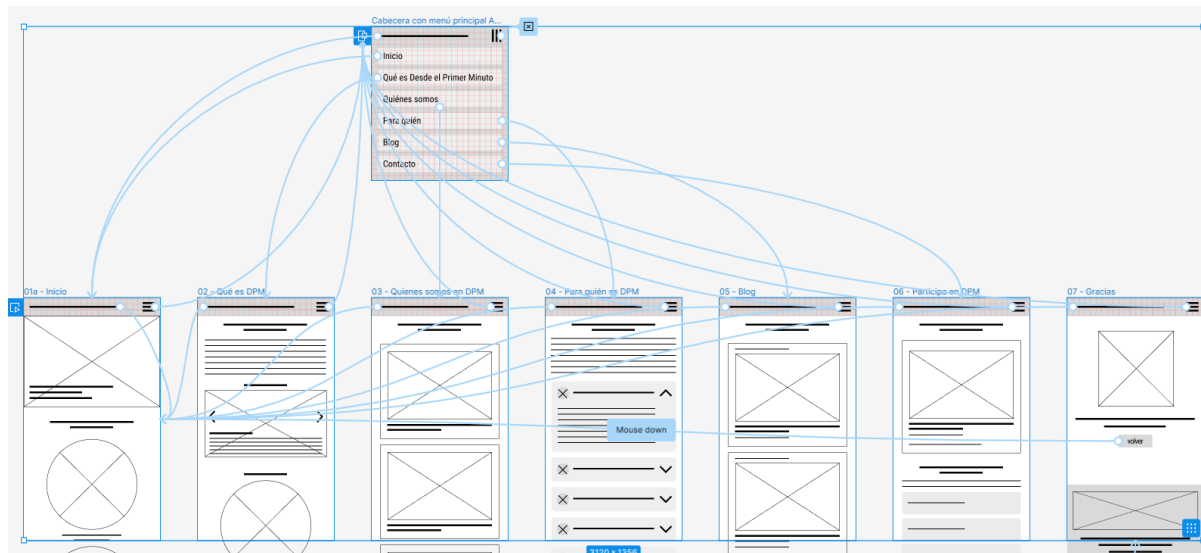 Cabecera con menú principal A...
Inicio
Qué es Desde el Primer Minuto
Quiénes somos
Para quién
Blog
Contacto
01a - Inicio
02 - Qué es DPM
03 - Quienes somos en DPM
04 - Para quién es DPM
05 - Blog
06 - Participa en DPM
07 - Gracias
Mouse down
volver
3120 × 1356